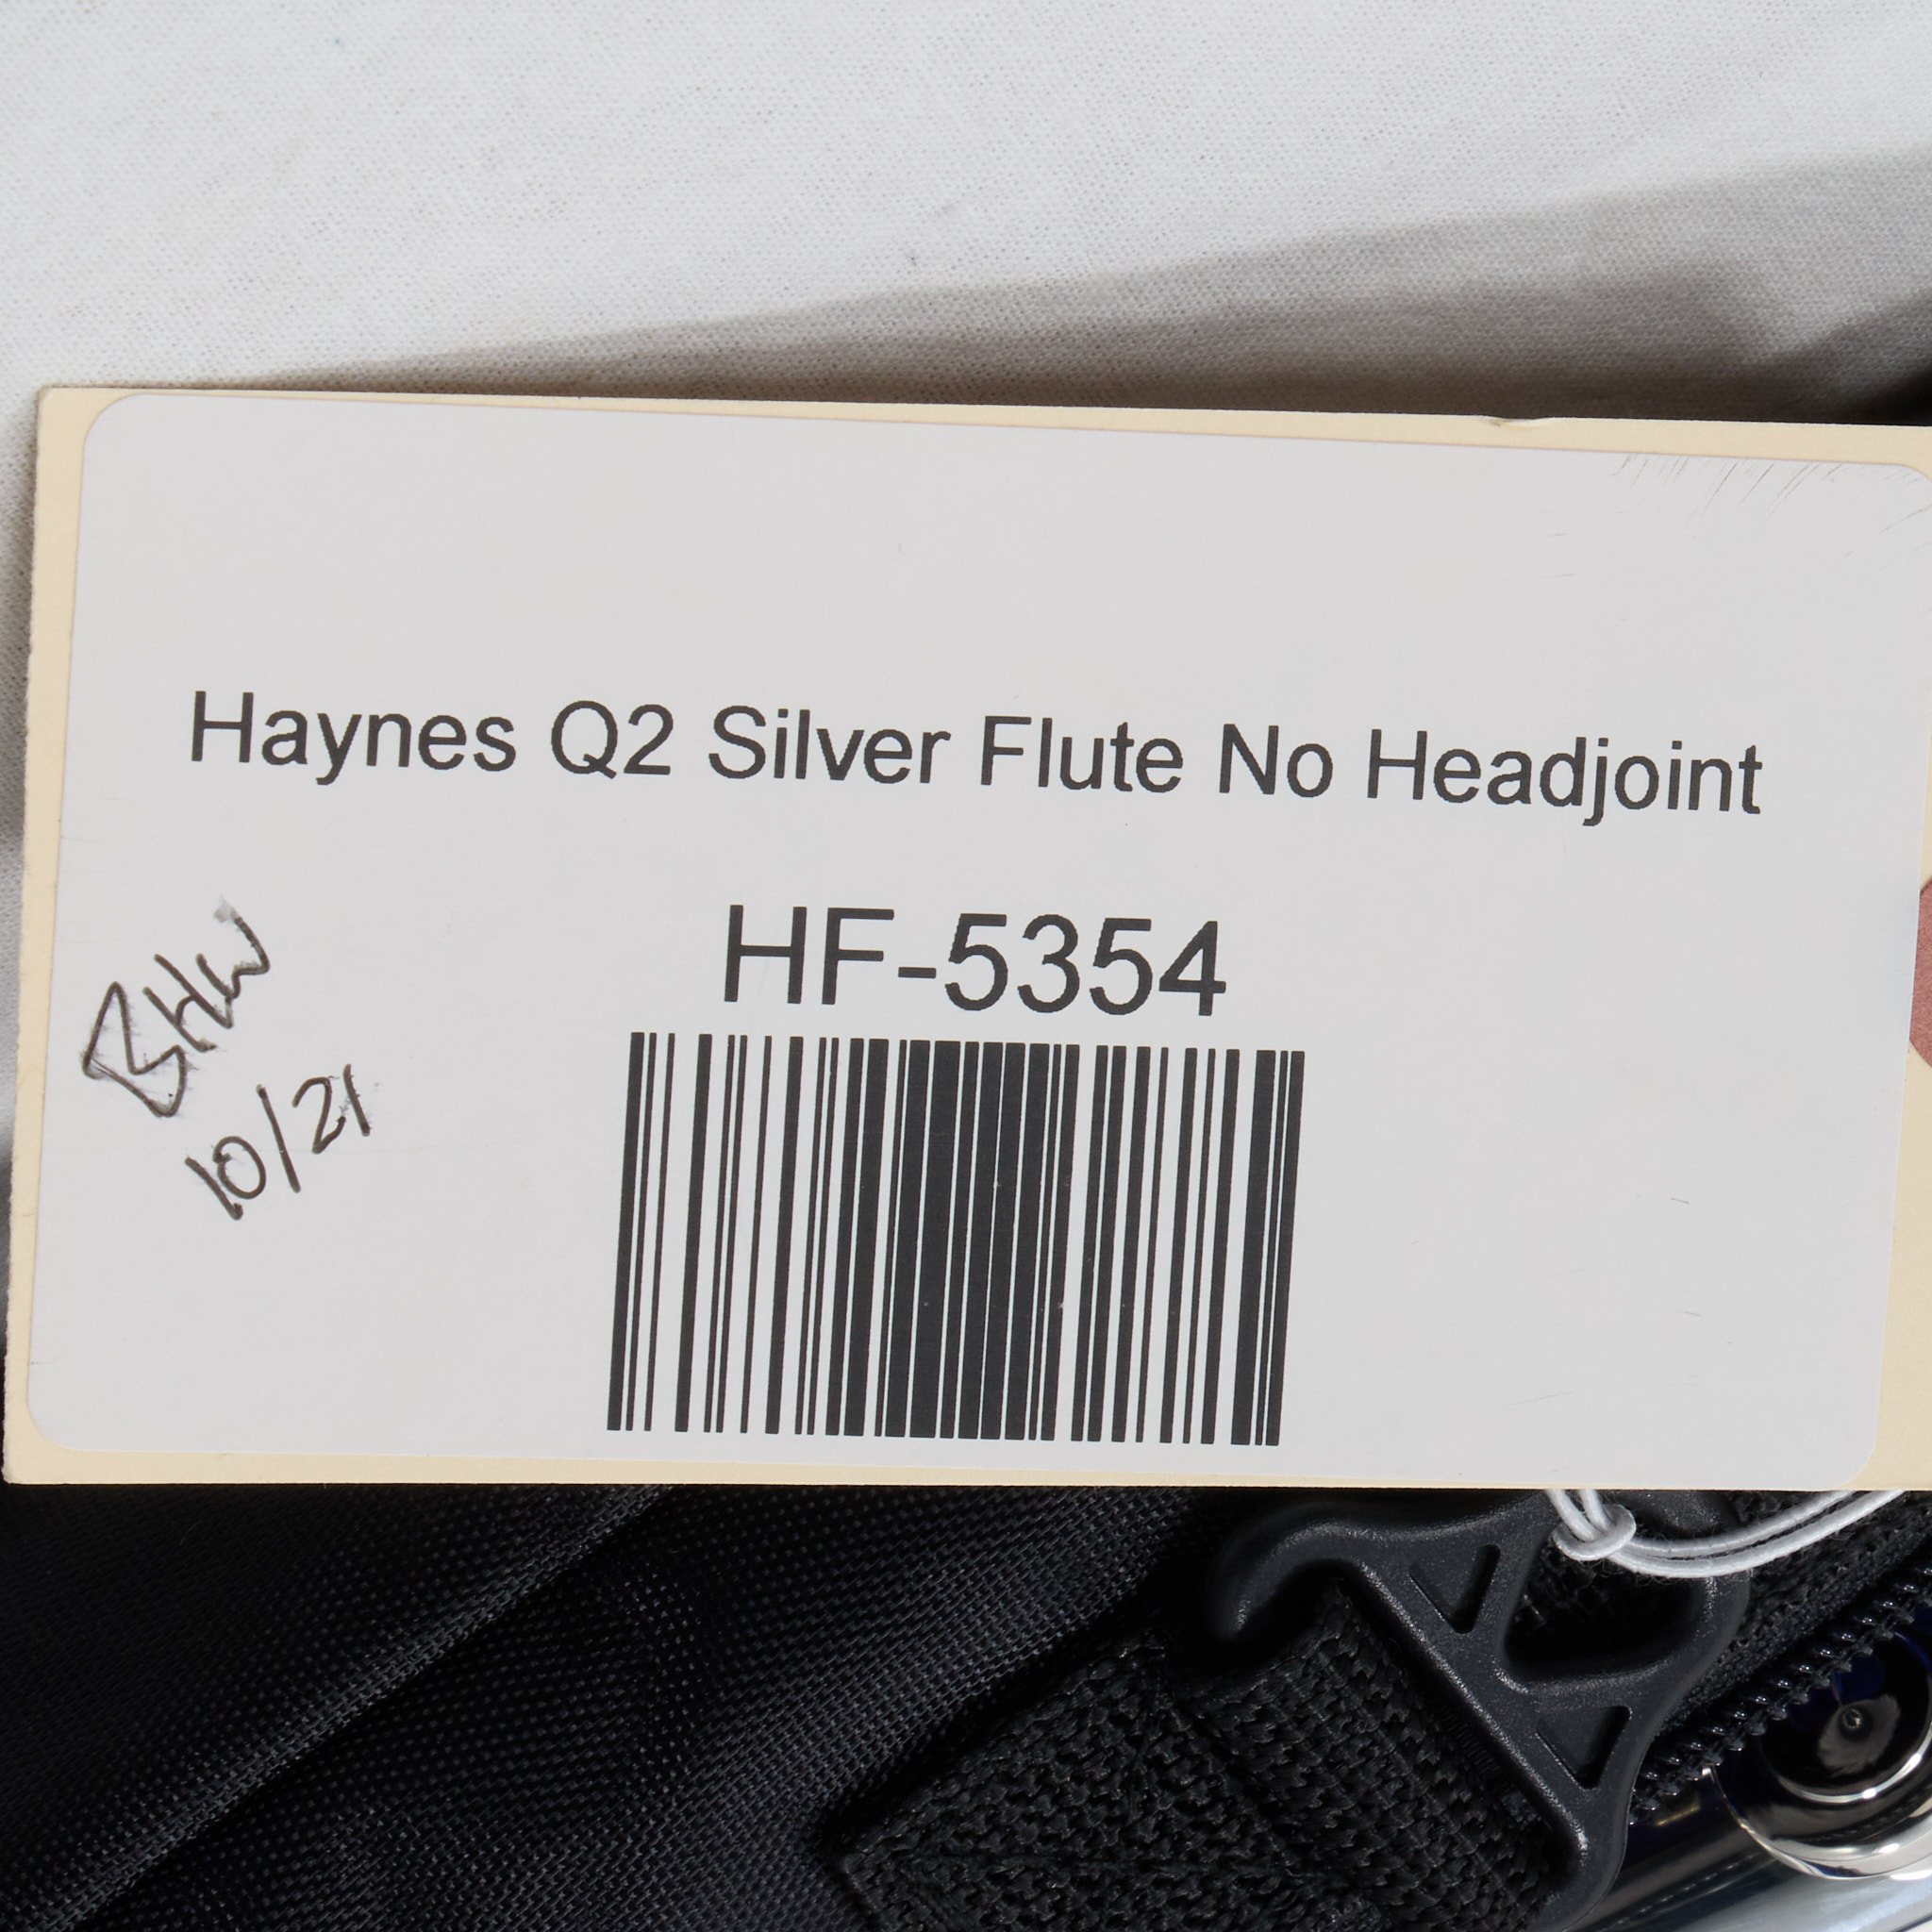 Haynes Q2 Silver Flute No Headjoint
HF-5354
BHW
10/21